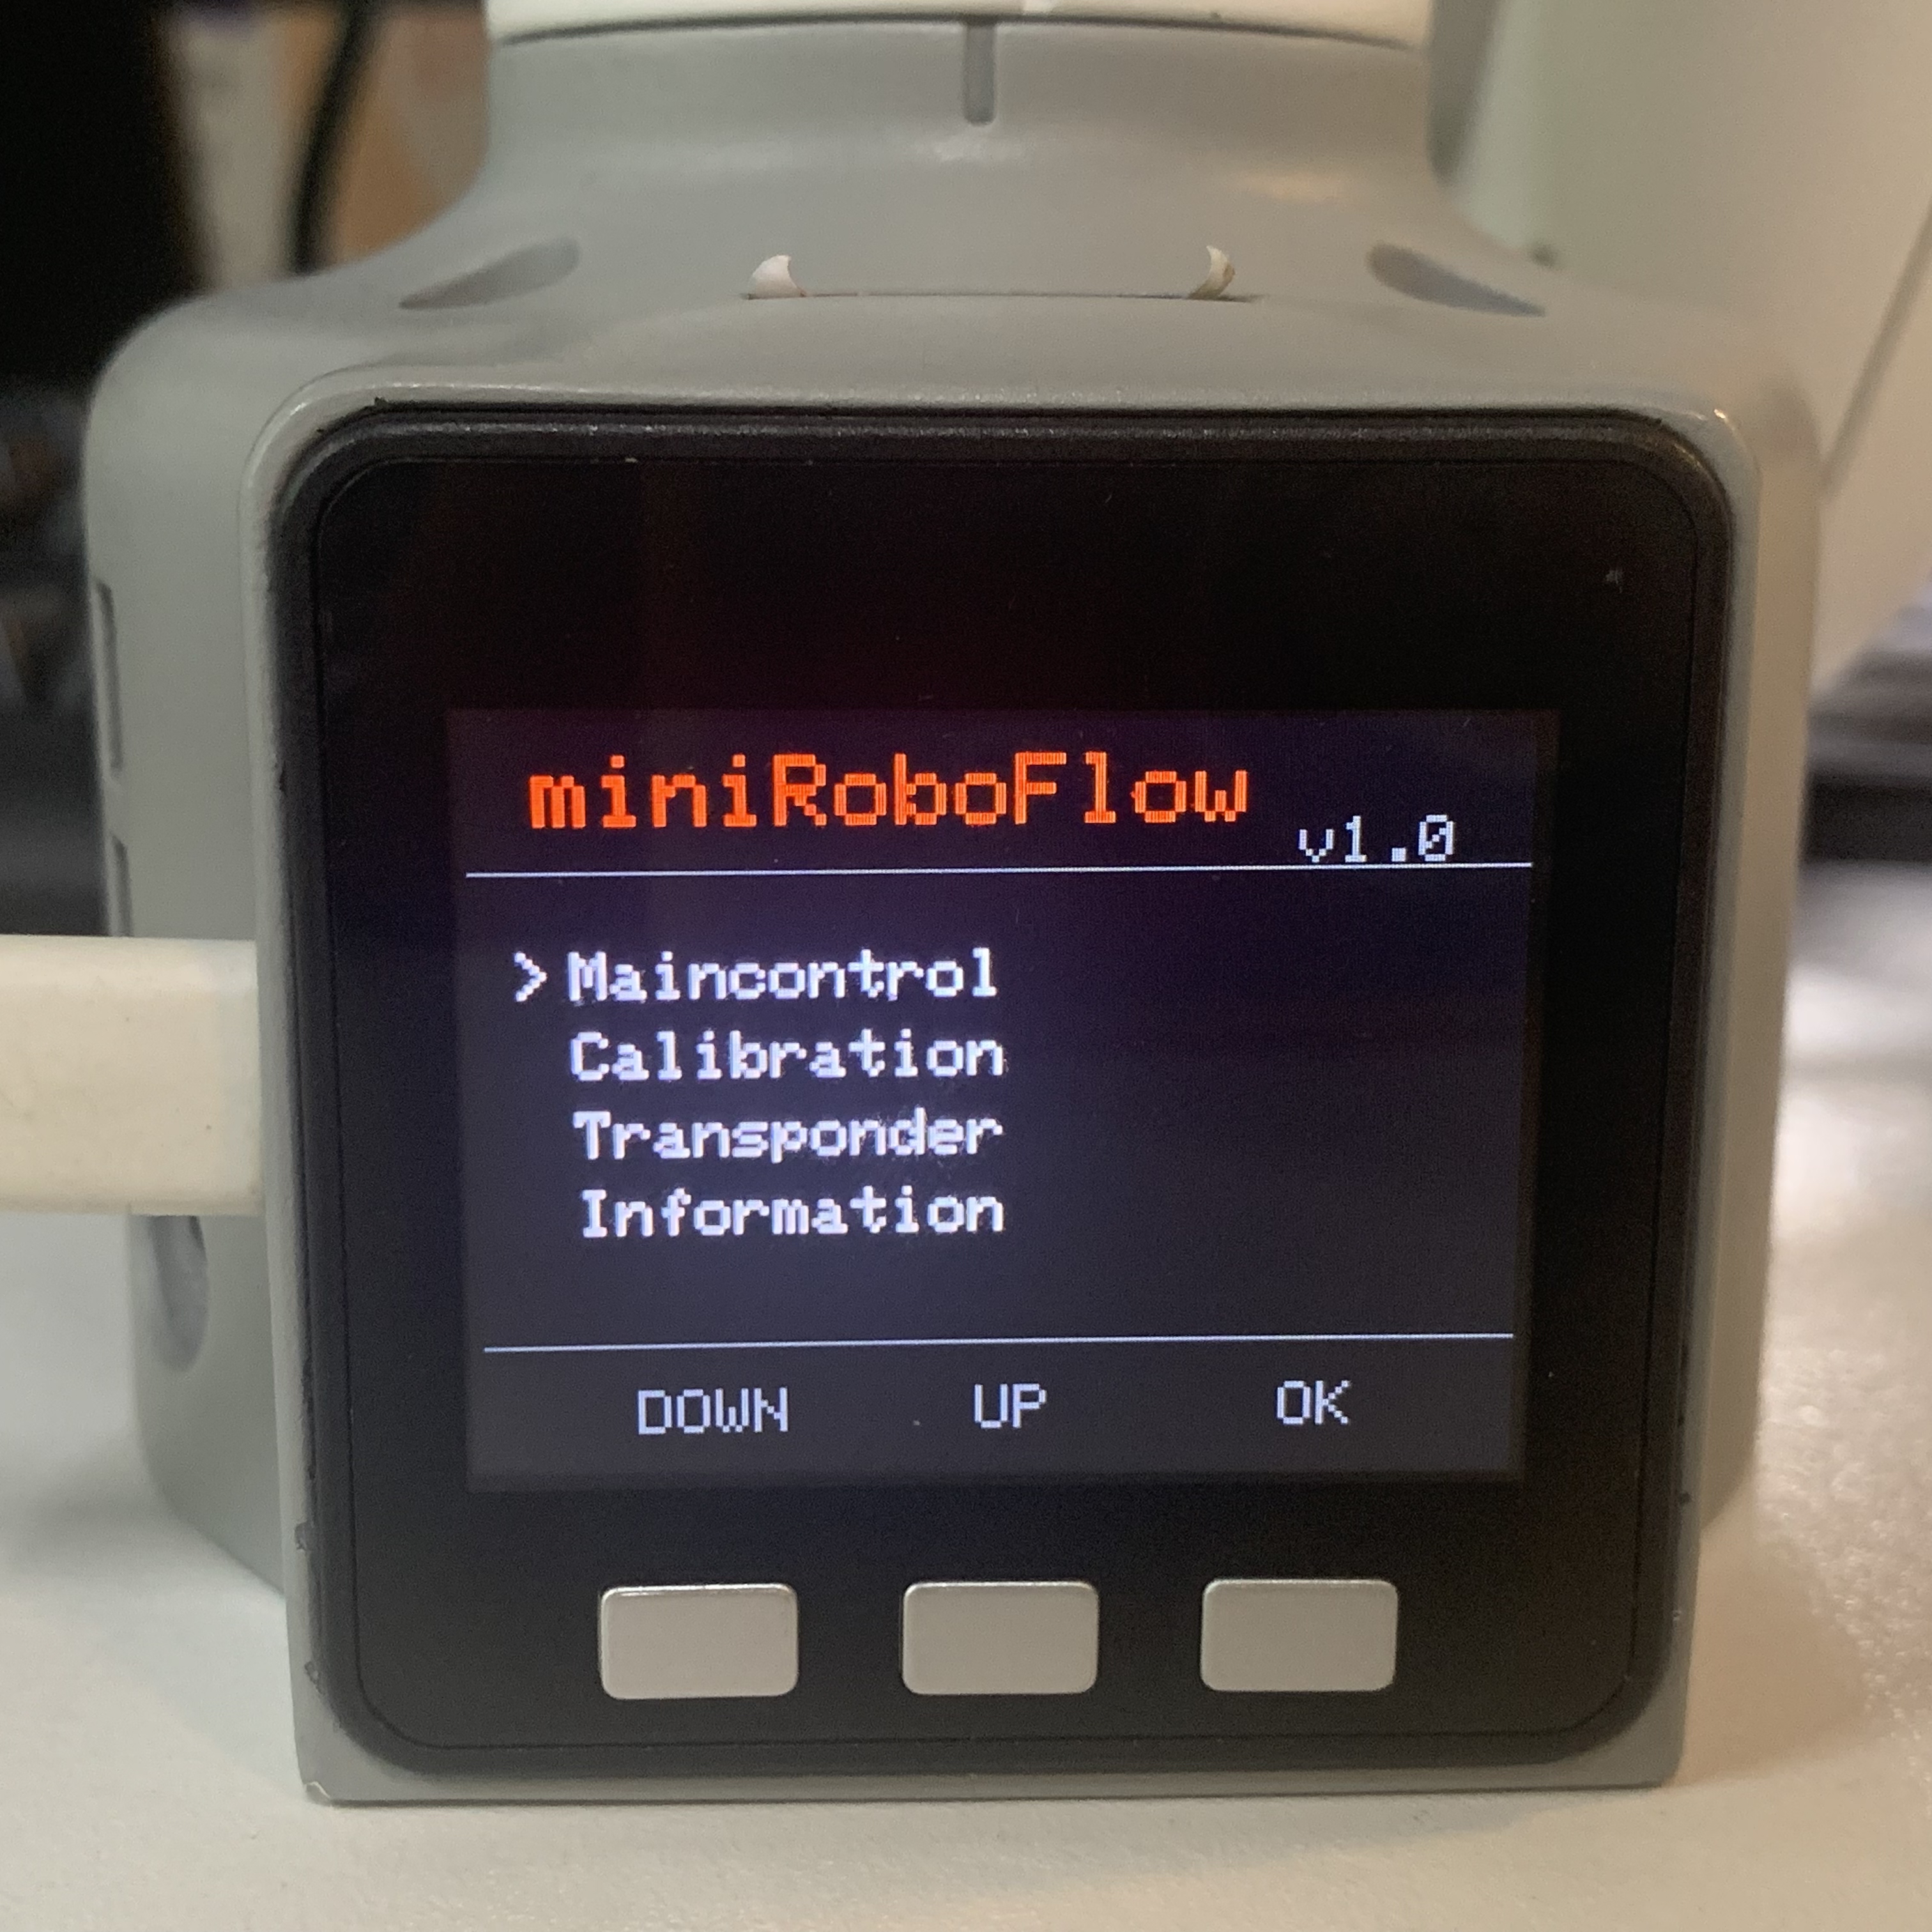 miniRoboFlow
v1.0
> Maincontrol
Calibration
Transponder
Information
DOWN UP OK